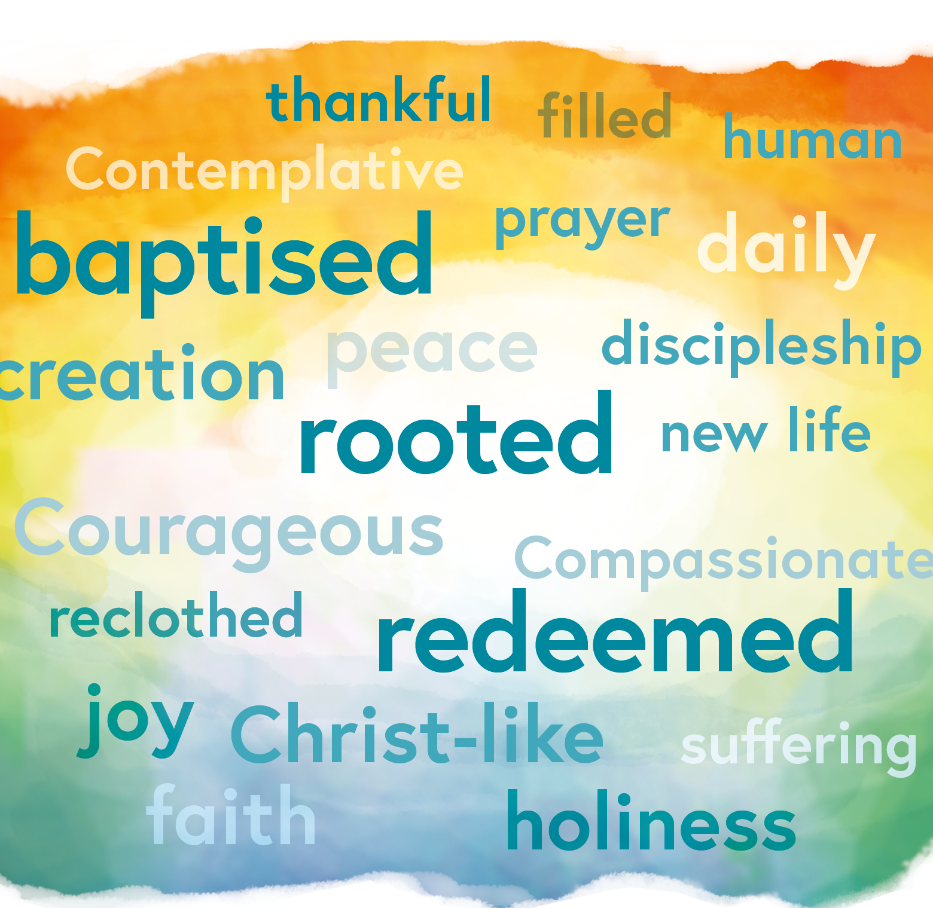 thankful
filled
human
Contemplative
prayer
daily
baptised
peace
discipleship
creation
rooted
new life
Courageous
Compassionate
reclothed
redeemed
joy
Christ-like
suffering
faith
holiness